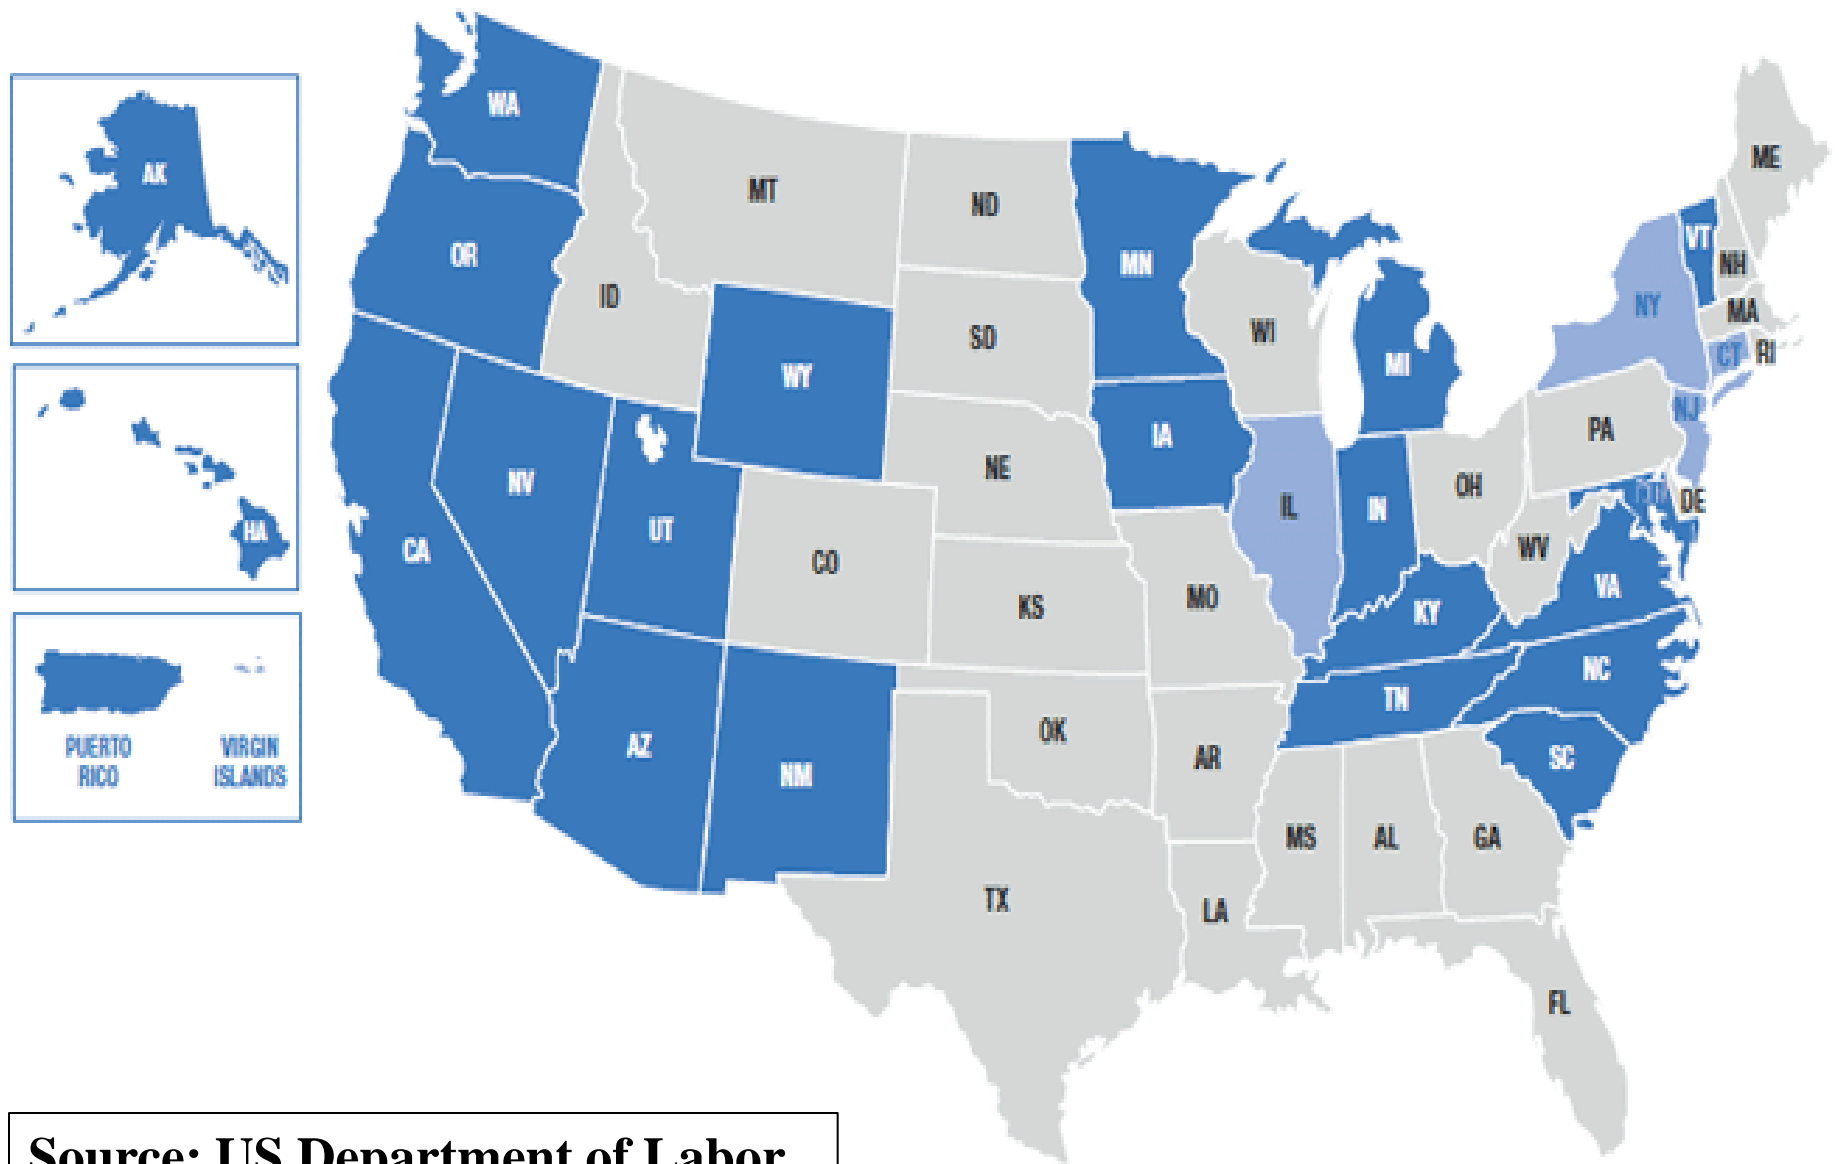 WA
AK
MT
ND
OR
MN
ID
SD
WI
WY
MI
ME
VT
NH
NY
MA
CT
RI
NJ
PA
IA
NV
NE
UT
CA
CO
IL
IN
OH
DE
WV
VA
HA
KS
MO
KY
NC
TN
SC
AZ
NM
OK
AR
PUERTO
RICO
VIRGIN
ISLANDS
MS
AL
GA
TX
LA
FL
Source: US Department of Labor